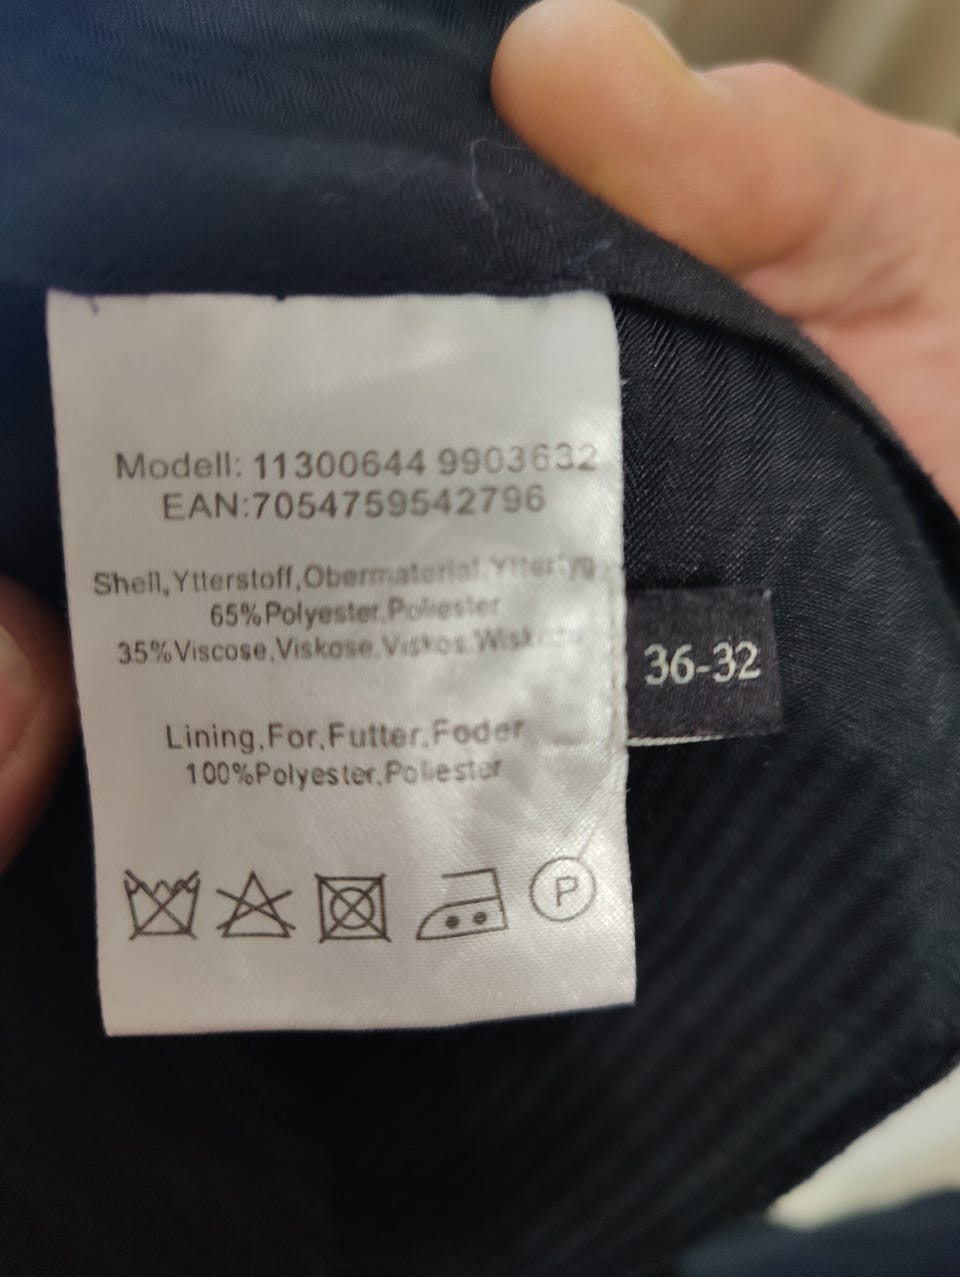 Modell: 11300644 9903632
EAN:7054759542796
Shell,Ytterstoff,Obermaterial,Yttertyg
65%Polyester,Poliester
35%Viscose,Viskose,Viskos,
Lining,For,Futter,Foder
100%Polyester,Poliester
P
36-32